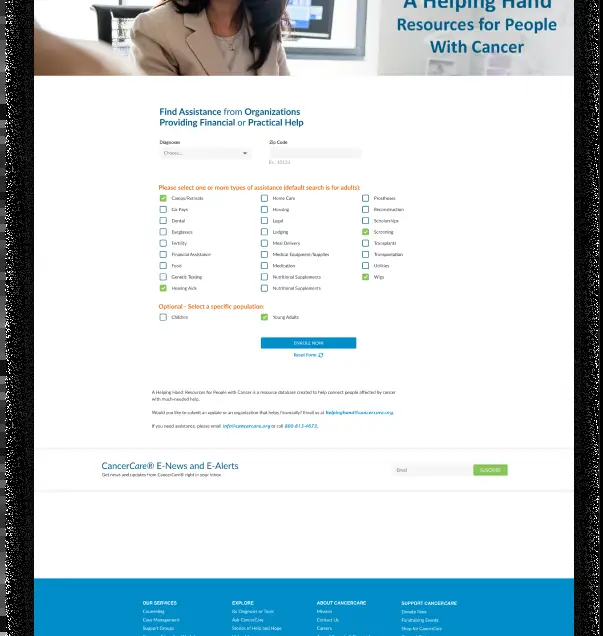 A Helping Hand
Resources for People
With Cancer
Find Assistance from Organizations
Providing Financial or Practical Help
Diagnoses
Zip Code
Choose...
Ex.: 10121
Please select one or more types of assistance (default search is for adults):
Camps/Retreats
Home Care
Prostheses
Co-Pays
Housing
Reconstruction
Dental
Legal
Scholarships
Eyeglasses
Lodging
Screening
Fertility
Meal Delivery
Transplants
Financial Assistance
Medical Equipment/Supplies
Transportation
Food
Medication
Utilities
Genetic Testing
Nutritional Supplements
Wigs
Hearing Aids
Nutritional Supplements
Optional - Select a specific population:
Children
Young Adults
ENROLL NOW
Reset Form
A Helping Hand: Resources for People with Cancer is a resource database created to help connect people affected by cancer
with much-needed help.
Would you like to submit an update or an organization that helps financially? Email us at helpinghand@cancercare.org.
If you need assistance, please email info@cancercare.org or call 800-813-4673.
CancerCare® E-News and E-Alerts
Get news and updates from CancerCare® right in your inbox
Email
SUSCRIBE
OUR SERVICES
EXPLORE
ABOUT CANCERCARE
SUPPORT CANCERCARE
Counseling
By Diagnosis or Topic
Mission
Donate Now
Case Management
Ask CancerCare
Contact Us
Fundraising Events
Support Groups
Stories of Help and Hope
Careers
Shop for CancerCare